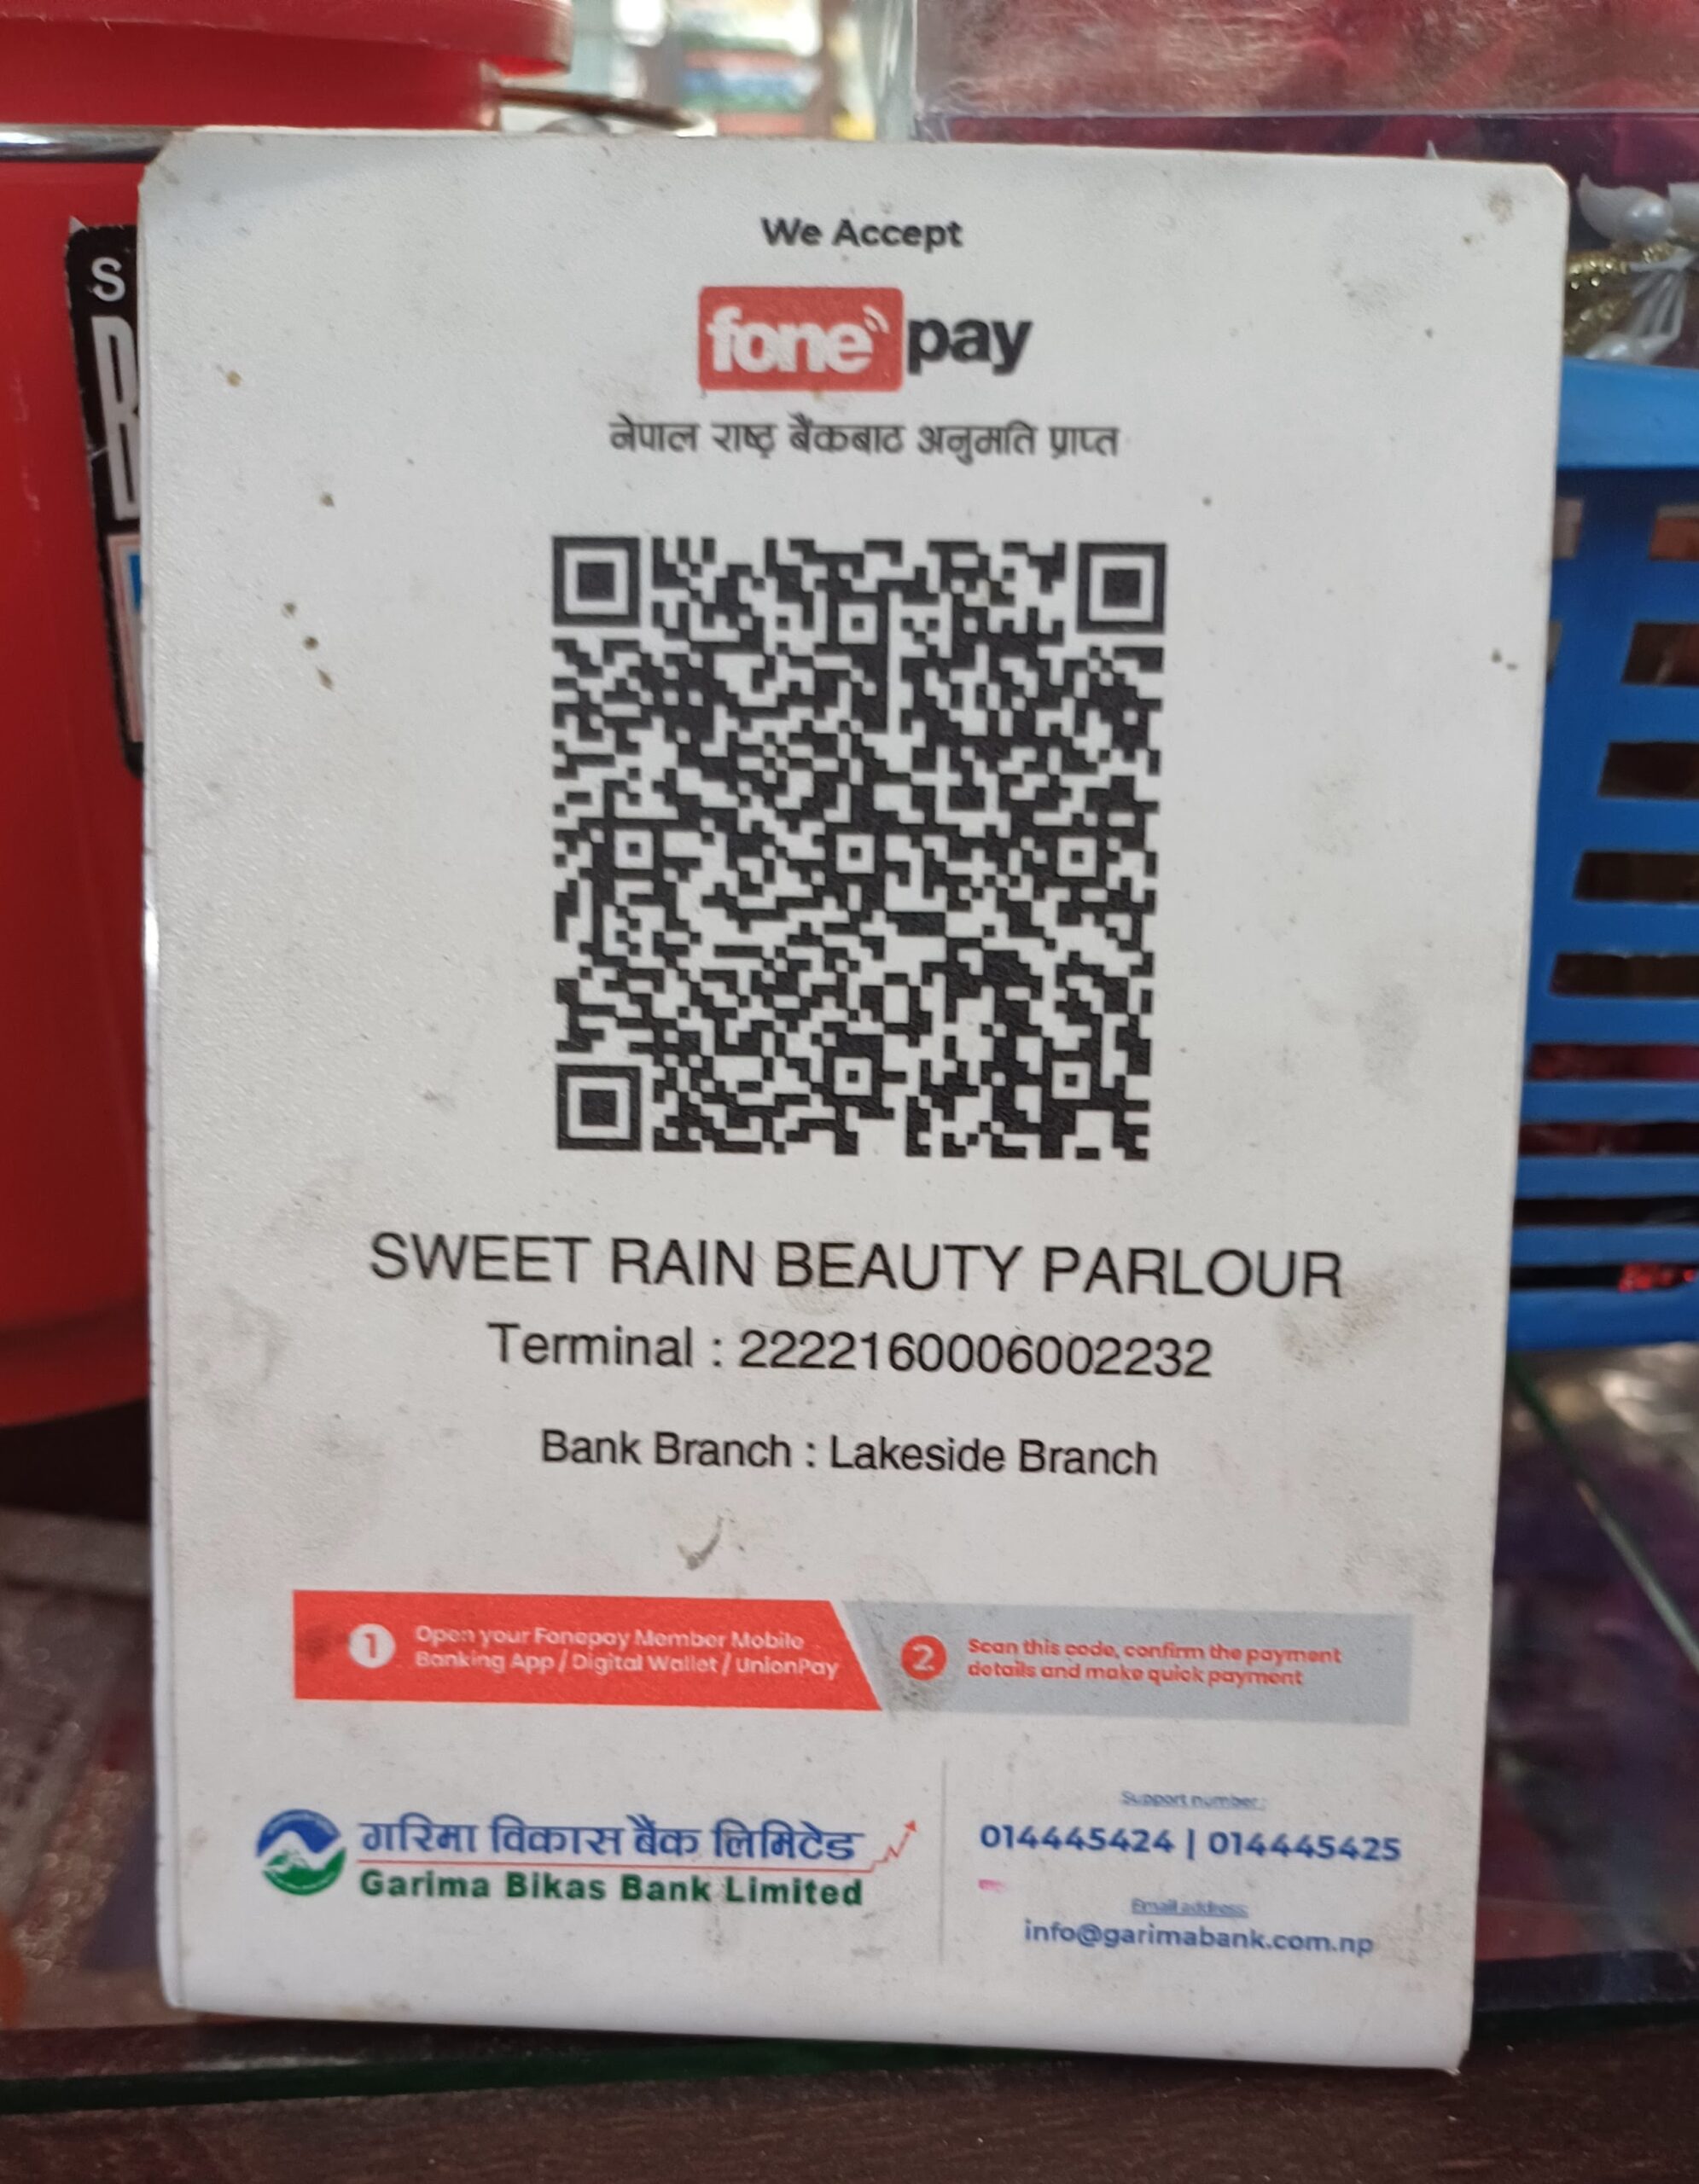 We Accept
fonepay
नेपाल राष्ट्र बैंकबाट अनुमति प्राप्त
SWEET RAIN BEAUTY PARLOUR
Terminal : 2222160006002232
Bank Branch : Lakeside Branch
1 Open your Fonepay Member Mobile
Banking App / Digital Wallet / UnionPay
2 Scan this code, confirm the payment
details and make quick payment
गरिमा विकास बैंक लिमिटेड
Garima Bikas Bank Limited
Support number:
014445424 | 014445425
Email address:
info@garimabank.com.np